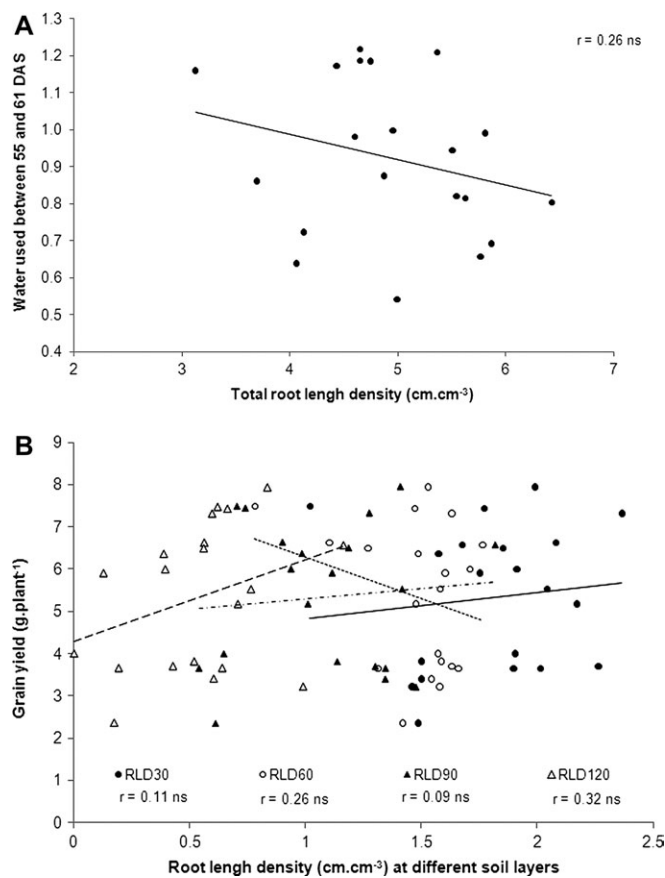 A
r = 0.26 ns
Water used between 55 and 61 DAS
1.3
1.2
1.1
1.0
0.9
0.8
0.7
0.6
0.5
0.4
2
3
4
5
6
7
Total root lengh density (cm.cm⁻³)
B
Grain yield (g.plant⁻¹)
9
8
7
6
5
4
3
2
1
0
RLD30
RLD60
RLD90
RLD120
r = 0.11 ns
r = 0.26 ns
r = 0.09 ns
r = 0.32 ns
0
0.5
1
1.5
2
2.5
Root lengh density (cm.cm⁻³) at different soil layers